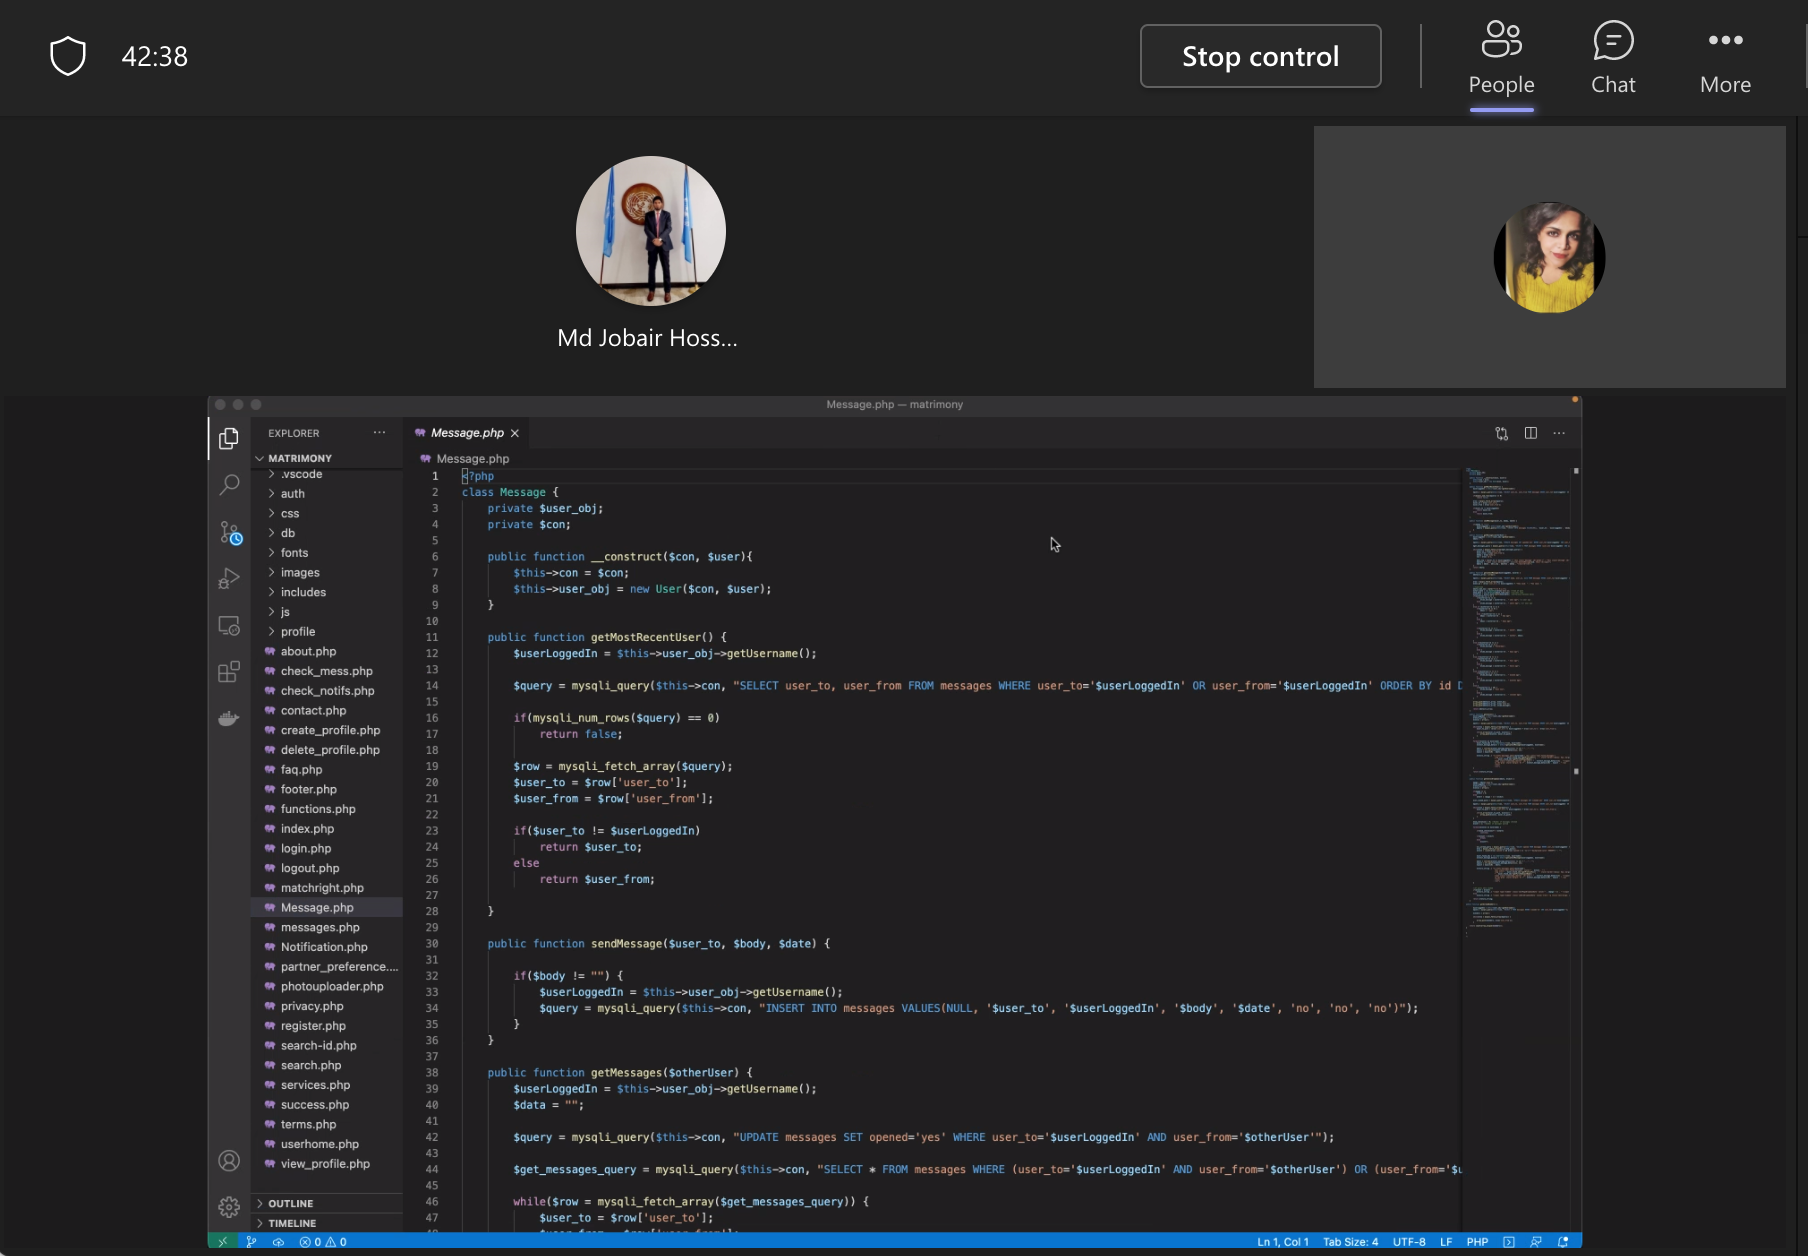 42:38
Stop control
People
Chat
More
Md Jobair Hoss...
Message.php — matrimony
EXPLORER
Message.php
MATRIMONY
Message.php
.vscode
auth
css
db
fonts
images
includes
js
profile
about.php
check_mess.php
check_notifs.php
contact.php
create_profile.php
delete_profile.php
faq.php
footer.php
functions.php
index.php
login.php
logout.php
matchright.php
Message.php
messages.php
Notification.php
partner_preference....
photouploader.php
privacy.php
register.php
search-id.php
search.php
services.php
success.php
terms.php
userhome.php
view_profile.php
OUTLINE
TIMELINE
1 <?php
2 class Message {
3 private $user_obj;
4 private $con;
5
6 public function __construct($con, $user){
7 $this->con = $con;
8 $this->user_obj = new User($con, $user);
9 }
10
11 public function getMostRecentUser() {
12 $userLoggedIn = $this->user_obj->getUsername();
13
14 $query = mysqli_query($this->con, "SELECT user_to, user_from FROM messages WHERE user_to='$userLoggedIn' OR user_from='$userLoggedIn' ORDER BY id D
15
16 if(mysqli_num_rows($query) == 0)
17 return false;
18
19 $row = mysqli_fetch_array($query);
20 $user_to = $row['user_to'];
21 $user_from = $row['user_from'];
22
23 if($user_to != $userLoggedIn)
24 return $user_to;
25 else
26 return $user_from;
27
28 }
29
30 public function sendMessage($user_to, $body, $date) {
31
32 if($body != "") {
33 $userLoggedIn = $this->user_obj->getUsername();
34 $query = mysqli_query($this->con, "INSERT INTO messages VALUES(NULL, '$user_to', '$userLoggedIn', '$body', '$date', 'no', 'no', 'no')");
35 }
36 }
37
38 public function getMessages($otherUser) {
39 $userLoggedIn = $this->user_obj->getUsername();
40 $data = "";
41
42 $query = mysqli_query($this->con, "UPDATE messages SET opened='yes' WHERE user_to='$userLoggedIn' AND user_from='$otherUser'");
43
44 $get_messages_query = mysqli_query($this->con, "SELECT * FROM messages WHERE (user_to='$userLoggedIn' AND user_from='$otherUser') OR (user_from='$u
45
46 while($row = mysqli_fetch_array($get_messages_query)) {
47 $user_to = $row['user_to'];
0 0
Ln 1, Col 1 Tab Size: 4 UTF-8 LF PHP